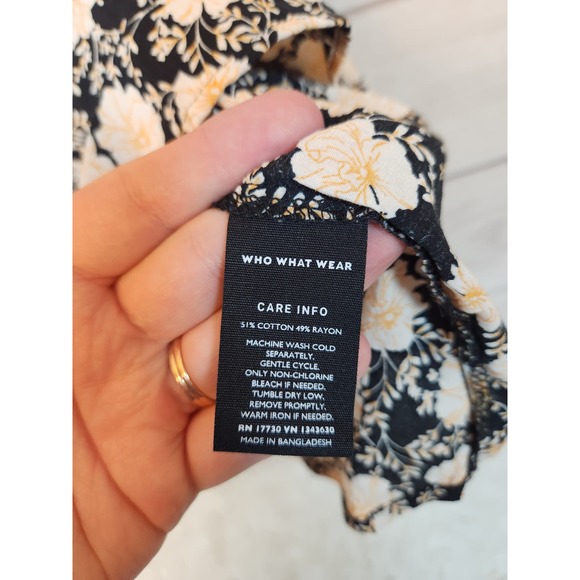 WHO WHAT WEAR
CARE INFO
51% COTTON 49% RAYON
MACHINE WASH COLD
SEPARATELY.
GENTLE CYCLE.
ONLY NON-CHLORINE
BLEACH IF NEEDED.
TUMBLE DRY LOW.
REMOVE PROMPTLY.
WARM IRON IF NEEDED.
RN 17730 VN 1343630
MADE IN BANGLADESH